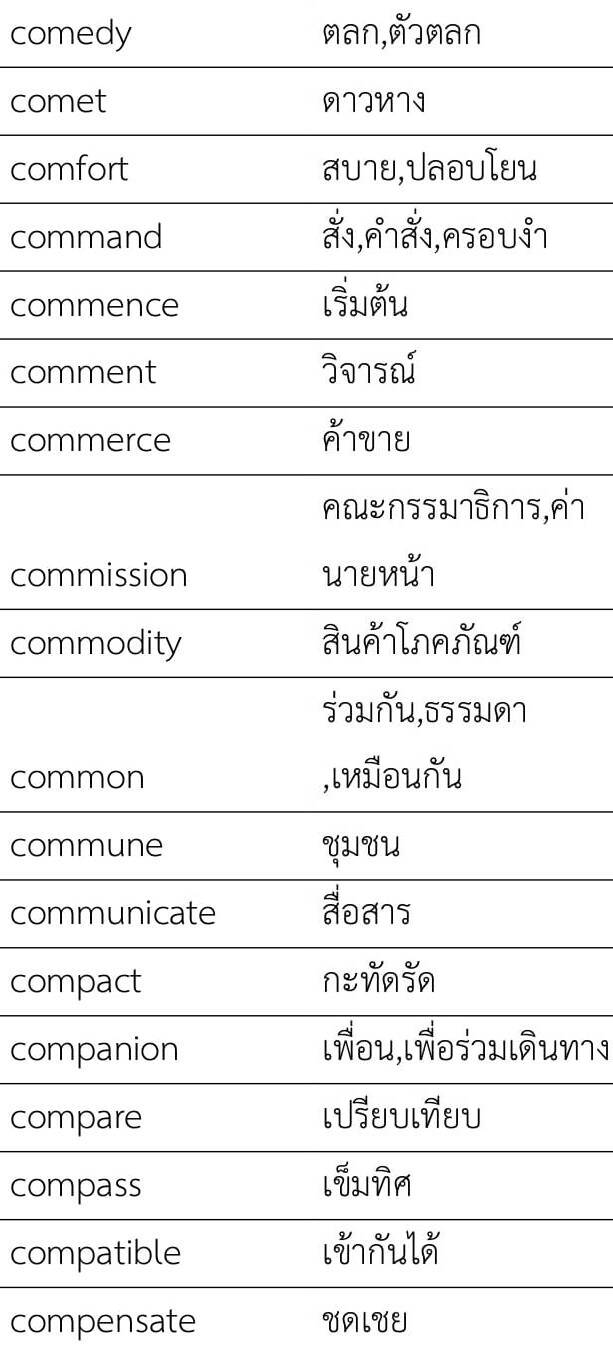 comedy ตลก,ตัวตลก
comet ดาวหาง
comfort สบาย,ปลอบโยน
command สั่ง,คำสั่ง,ครอบงำ
commence เริ่มต้น
comment วิจารณ์
commerce ค้าขาย
คณะกรรมาธิการ,ค่า
commission นายหน้า
commodity สินค้าโภคภัณฑ์
ร่วมกัน,ธรรมดา
common ,เหมือนกัน
commune ชุมชน
communicate สื่อสาร
compact กะทัดรัด
companion เพื่อน,เพื่อร่วมเดินทาง
compare เปรียบเทียบ
compass เข็มทิศ
compatible เข้ากันได้
compensate ชดเชย